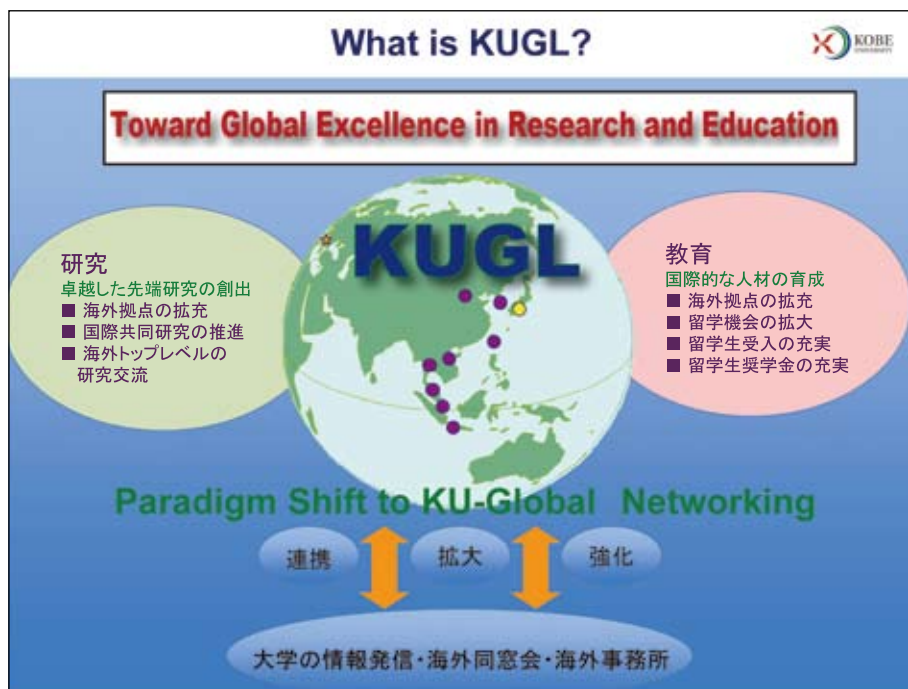 What is KUGL?
KOBE
UNIVERSITY
Toward Global Excellence in Research and Education
KUGL
研究
卓越した先端研究の創出
■ 海外拠点の拡充
■ 国際共同研究の推進
■ 海外トップレベルの
研究交流
教育
国際的な人材の育成
■ 海外拠点の拡充
■ 留学機会の拡大
■ 留学生受入の充実
■ 留学生奨学金の充実
Paradigm Shift to KU-Global Networking
連携
拡大
強化
大学の情報発信・海外同窓会・海外事務所